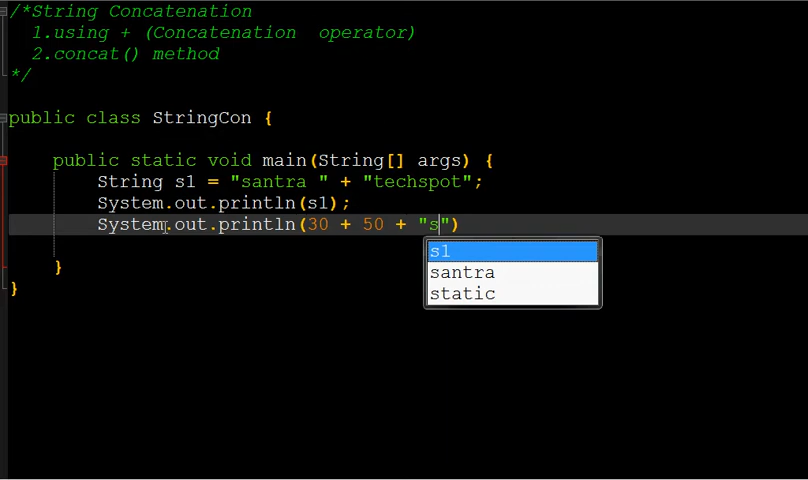 /*String Concatenation
1.using + (Concatenation operator)
2.concat() method
*/
public class StringCon {
public static void main(String[] args) {
String s1 = "santra " + "techspot";
System.out.println(s1);
System.out.println(30 + 50 + "s")
s1
santra
static
}
}